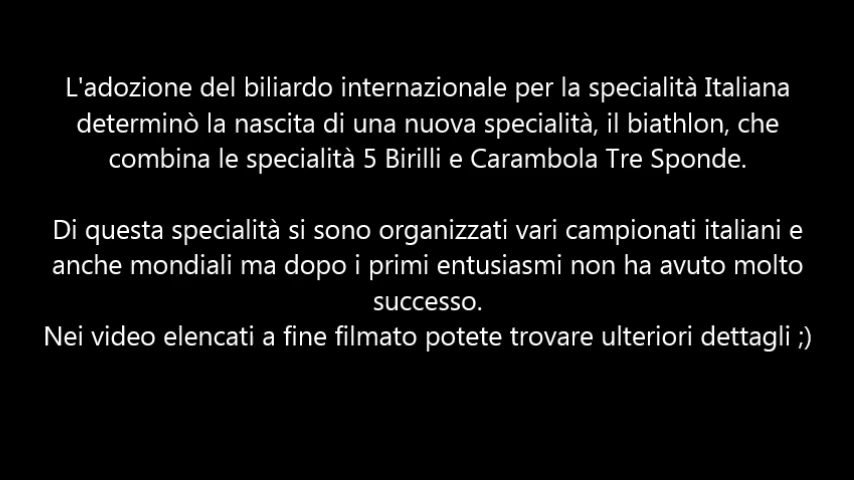 L'adozione del biliardo internazionale per la specialità Italiana
determinò la nascita di una nuova specialità, il biathlon, che
combina le specialità 5 Birilli e Carambola Tre Sponde.
Di questa specialità si sono organizzati vari campionati italiani e
anche mondiali ma dopo i primi entusiasmi non ha avuto molto
successo.
Nei video elencati a fine filmato potete trovare ulteriori dettagli ;)